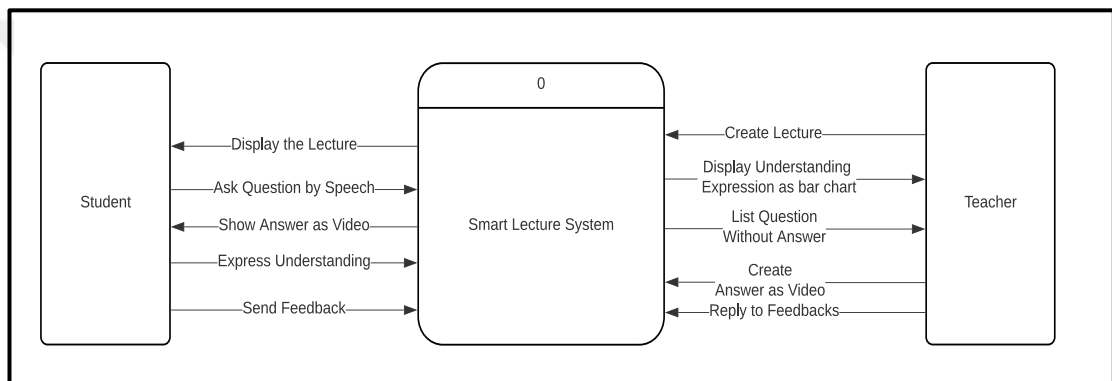 0
Student
Display the Lecture
Ask Question by Speech
Show Answer as Video
Express Understanding
Send Feedback
Smart Lecture System
Create Lecture
Display Understanding
Expression as bar chart
List Question
Without Answer
Create
Answer as Video
Reply to Feedbacks
Teacher